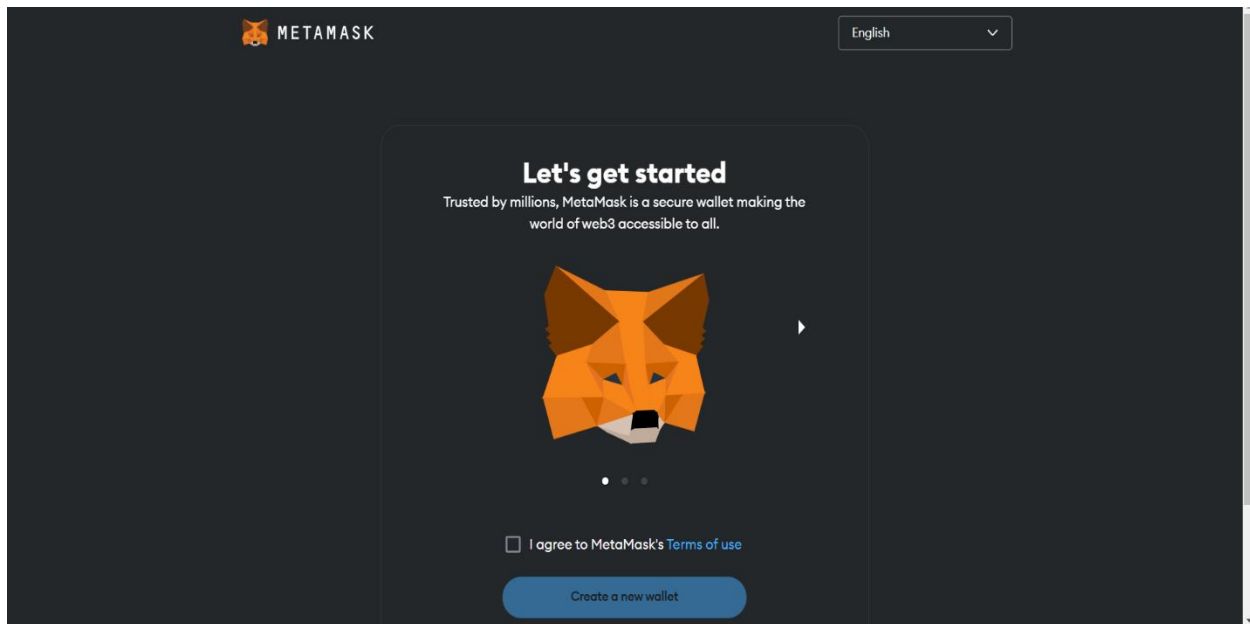 METAMASK
English
Let's get started
Trusted by millions, MetaMask is a secure wallet making the
world of web3 accessible to all.
I agree to MetaMask's Terms of use
Create a new wallet